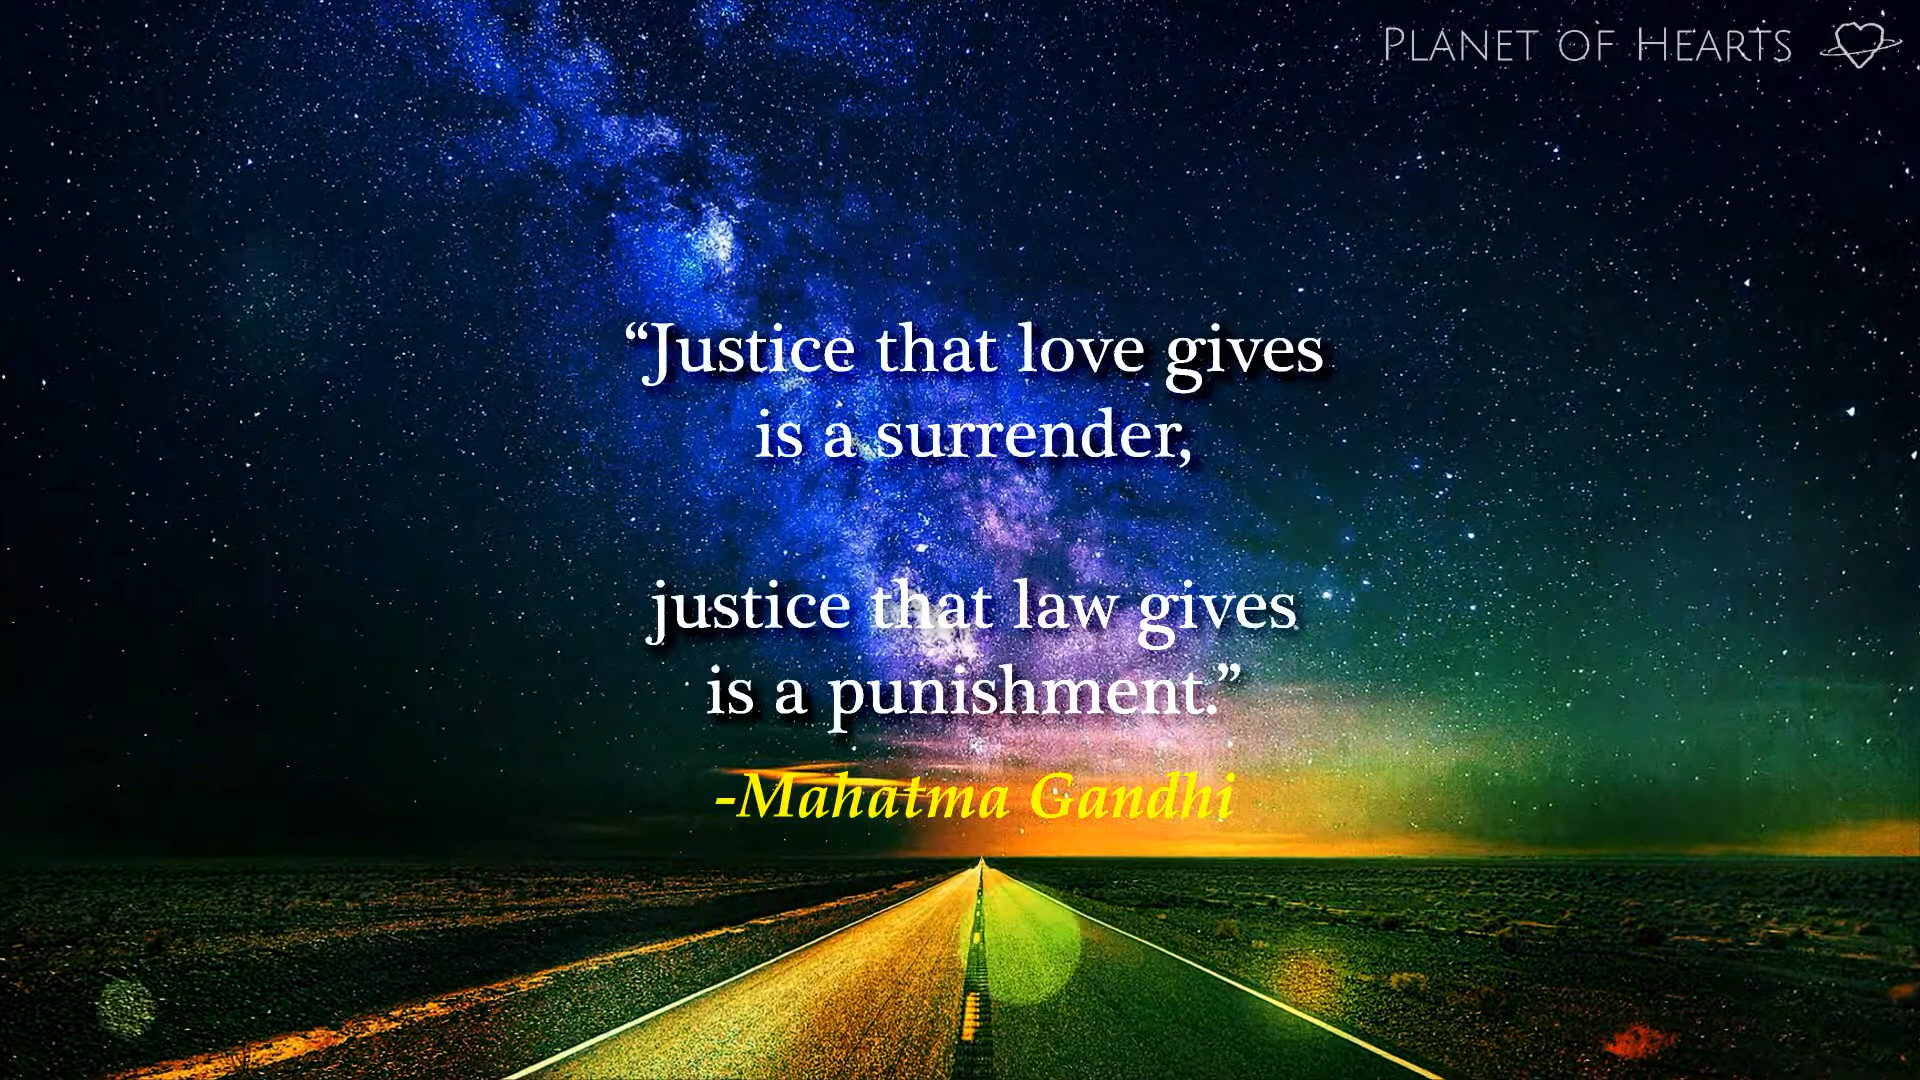 PLANET OF HEARTS
“Justice that love gives
is a surrender,
justice that law gives
is a punishment.”
-Mahatma Gandhi